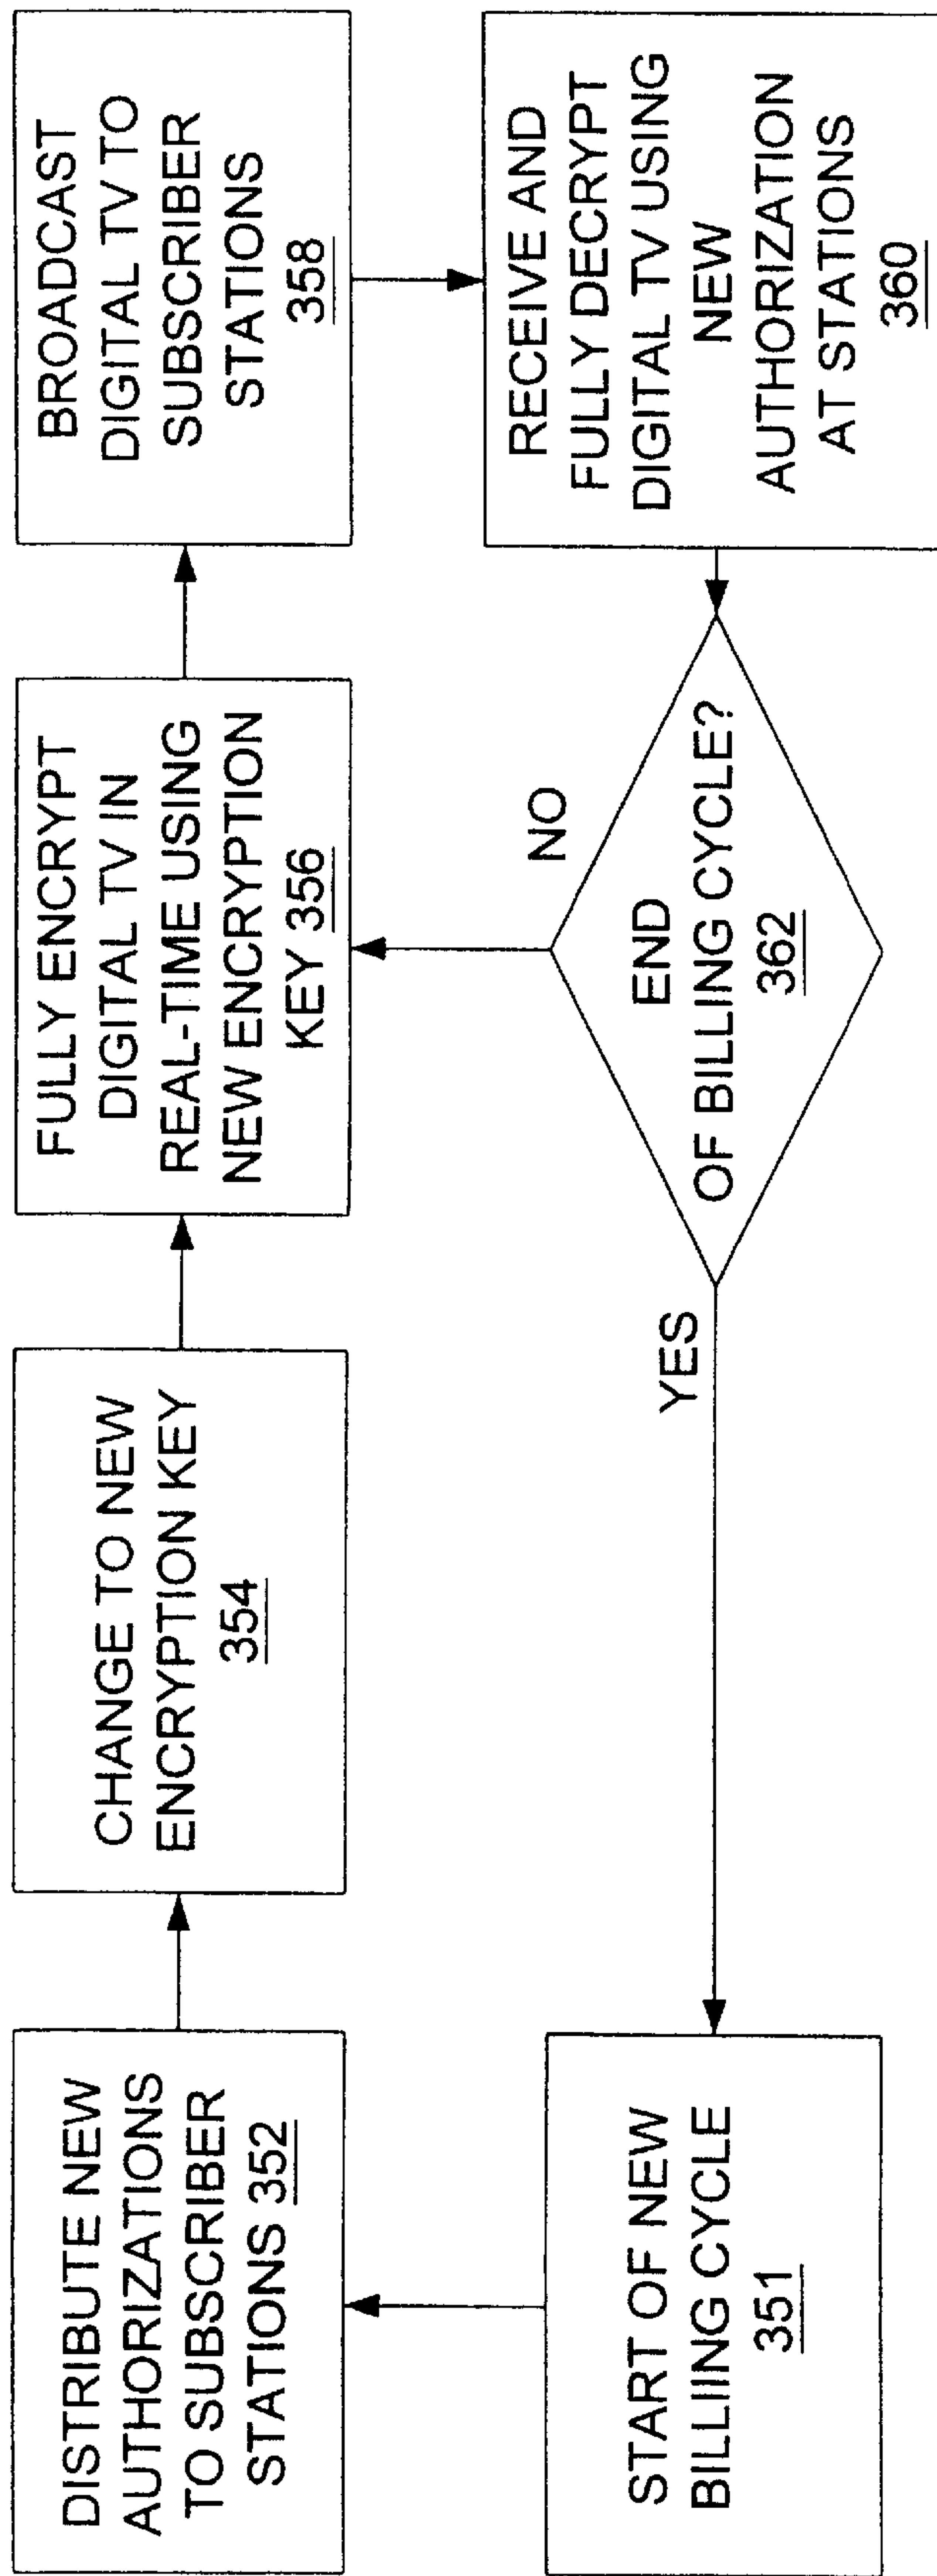 DISTRIBUTE NEW
AUTHORIZATIONS
TO SUBSCRIBER
STATIONS 352
CHANGE TO NEW
ENCRYPTION KEY
354
FULLY ENCRYPT
DIGITAL TV IN
REAL-TIME USING
NEW ENCRYPTION
KEY 356
BROADCAST
DIGITAL TV TO
SUBSCRIBER
STATIONS
358
START OF NEW
BILLIING CYCLE
351
YES
END
OF BILLING CYCLE?
362
NO
RECEIVE AND
FULLY DECRYPT
DIGITAL TV USING
NEW
AUTHORIZATION
AT STATIONS
360